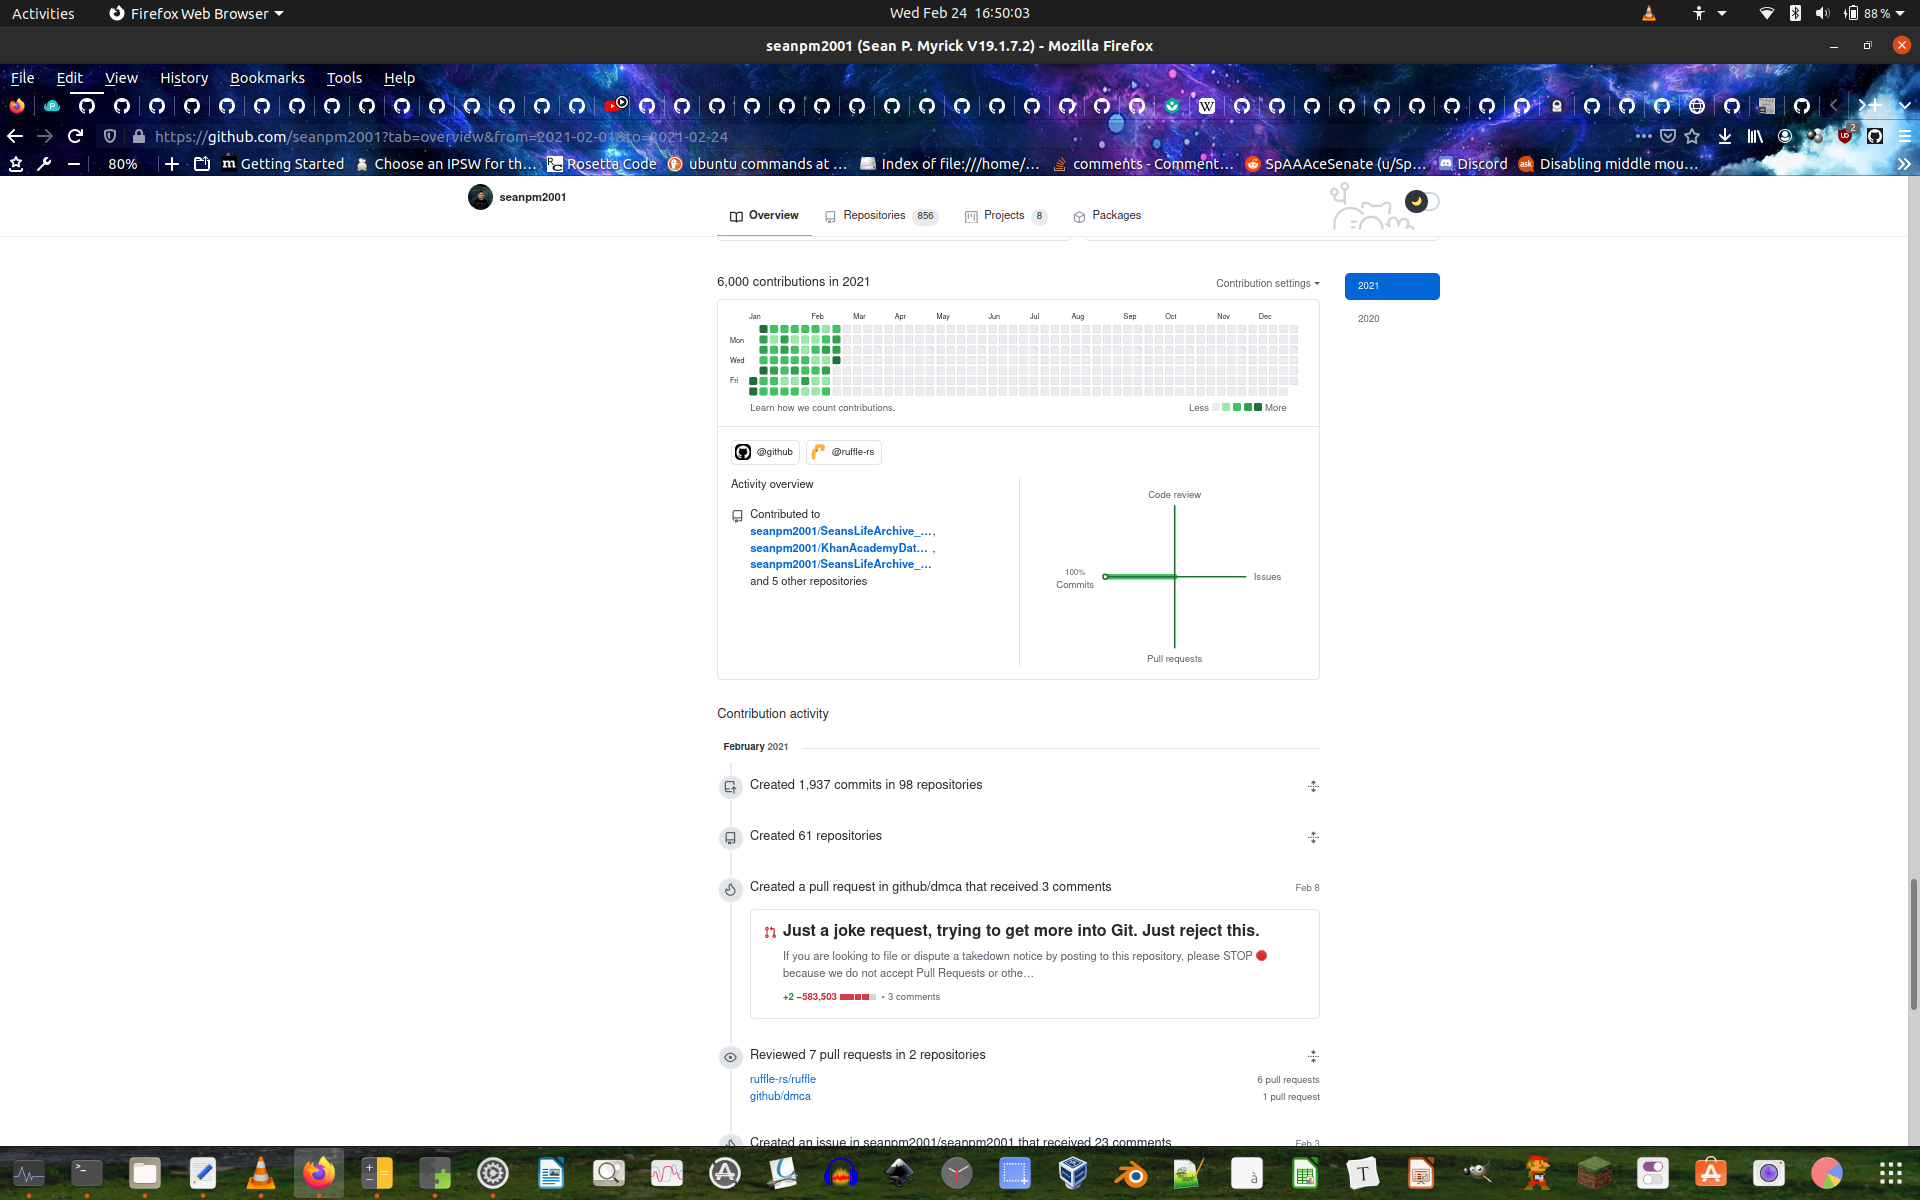 Activities
Firefox Web Browser
Wed Feb 24 16:50:03
88 %
seanpm2001 (Sean P. Myrick V19.1.7.2) - Mozilla Firefox
File Edit View History Bookmarks Tools Help
https://github.com/seanpm2001?tab=overview&from=2021-02-01&to=2021-02-24
2
80%
Getting Started
Choose an IPSW for th…
Rosetta Code
ubuntu commands at …
Index of file:///home/…
comments - Comment…
SpAAAceSenate (u/Sp…
Discord
Disabling middle mou…
seanpm2001
Overview
Repositories 856
Projects 8
Packages
6,000 contributions in 2021
Contribution settings
2021
2020
Jan Feb Mar Apr May Jun Jul Aug Sep Oct Nov Dec
Mon
Wed
Fri
Learn how we count contributions.
Less More
@github
@ruffle-rs
Activity overview
Contributed to
seanpm2001/SeansLifeArchive_… ,
seanpm2001/KhanAcademyDat… ,
seanpm2001/SeansLifeArchive_…
and 5 other repositories
Code review
100%
Commits
Issues
Pull requests
Contribution activity
February 2021
Created 1,937 commits in 98 repositories
Created 61 repositories
Created a pull request in github/dmca that received 3 comments
Feb 8
Just a joke request, trying to get more into Git. Just reject this.
If you are looking to file or dispute a takedown notice by posting to this repository, please STOP 🛑
because we do not accept Pull Requests or othe…
+2 −583,503 • 3 comments
Reviewed 7 pull requests in 2 repositories
ruffle-rs/ruffle 6 pull requests
github/dmca 1 pull request
Created an issue in seanpm2001/seanpm2001 that received 23 comments
Feb 3